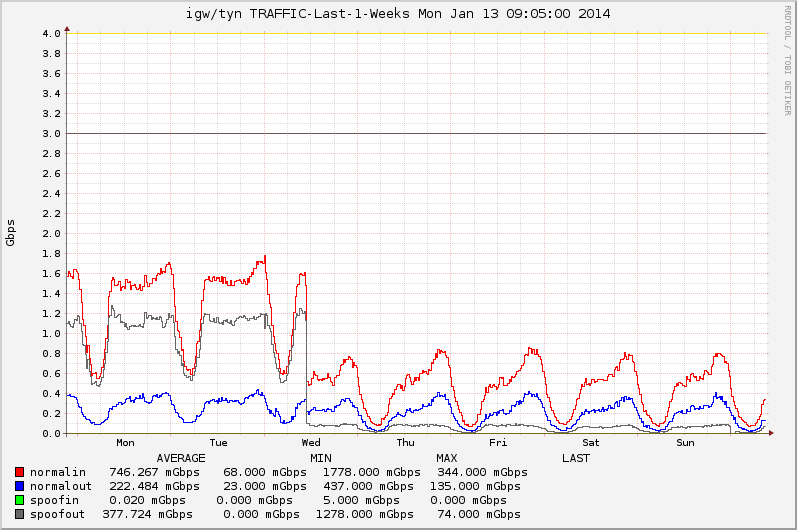 igw/tyn TRAFFIC-Last-1-Weeks Mon Jan 13 09:05:00 2014
RRDTOOL / TOBI OETIKER
Gbps
4.0
3.8
3.6
3.4
3.2
3.0
2.8
2.6
2.4
2.2
2.0
1.8
1.6
1.4
1.2
1.0
0.8
0.6
0.4
0.2
0.0
Mon Tue Wed Thu Fri Sat Sun
AVERAGE MIN MAX LAST
normalin 746.267 mGbps 68.000 mGbps 1778.000 mGbps 344.000 mGbps
normalout 222.484 mGbps 23.000 mGbps 437.000 mGbps 135.000 mGbps
spoofin 0.020 mGbps 0.000 mGbps 5.000 mGbps 0.000 mGbps
spoofout 377.724 mGbps 0.000 mGbps 1278.000 mGbps 74.000 mGbps